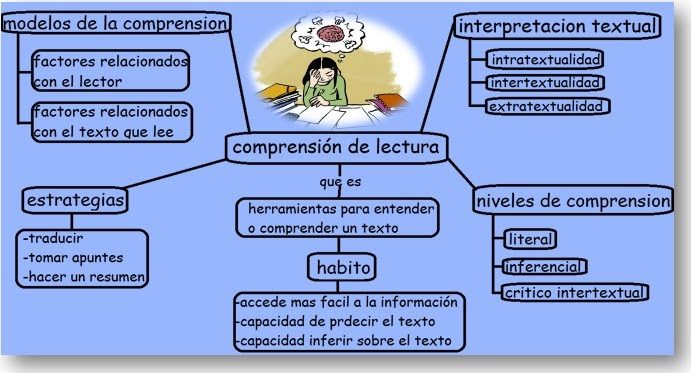 modelos de la comprension
factores relacionados
con el lector
factores relacionados
con el texto que lee
interpretacion textual
intratextualidad
intertextualidad
extratextualidad
comprensión de lectura
que es
herramientas para entender
o comprender un texto
habito
-accede mas facil a la información
-capacidad de prdecir el texto
-capacidad inferir sobre el texto
estrategias
-traducir
-tomar apuntes
-hacer un resumen
niveles de comprension
literal
inferencial
critico intertextual